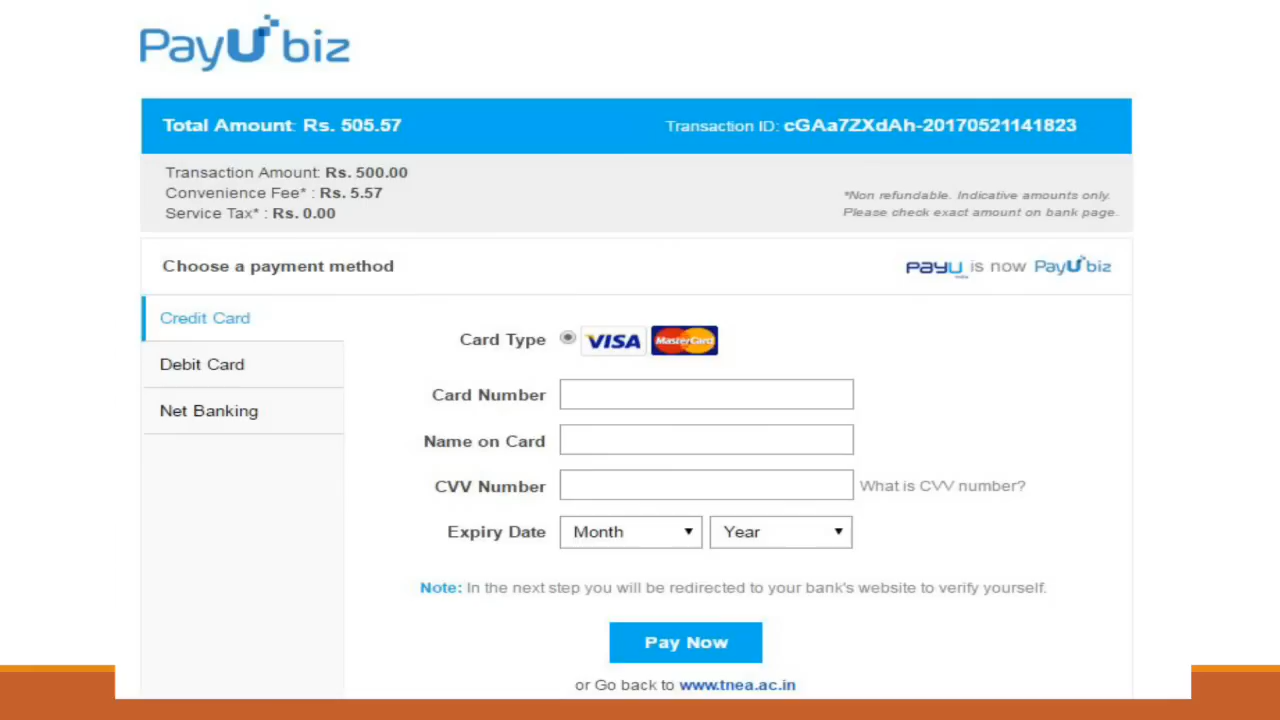 PayU biz
Total Amount: Rs. 505.57 Transaction ID: cGAa7ZXdAh-20170521141823
Transaction Amount: Rs. 500.00
Convenience Fee* : Rs. 5.57
Service Tax* : Rs. 0.00
*Non refundable. Indicative amounts only.
Please check exact amount on bank page.
Choose a payment method
PayU is now PayU biz
Credit Card
Debit Card
Net Banking
Card Type VISA MasterCard
Card Number
Name on Card
CVV Number What is CVV number?
Expiry Date Month Year
Note: In the next step you will be redirected to your bank's website to verify yourself.
Pay Now
or Go back to www.tnea.ac.in